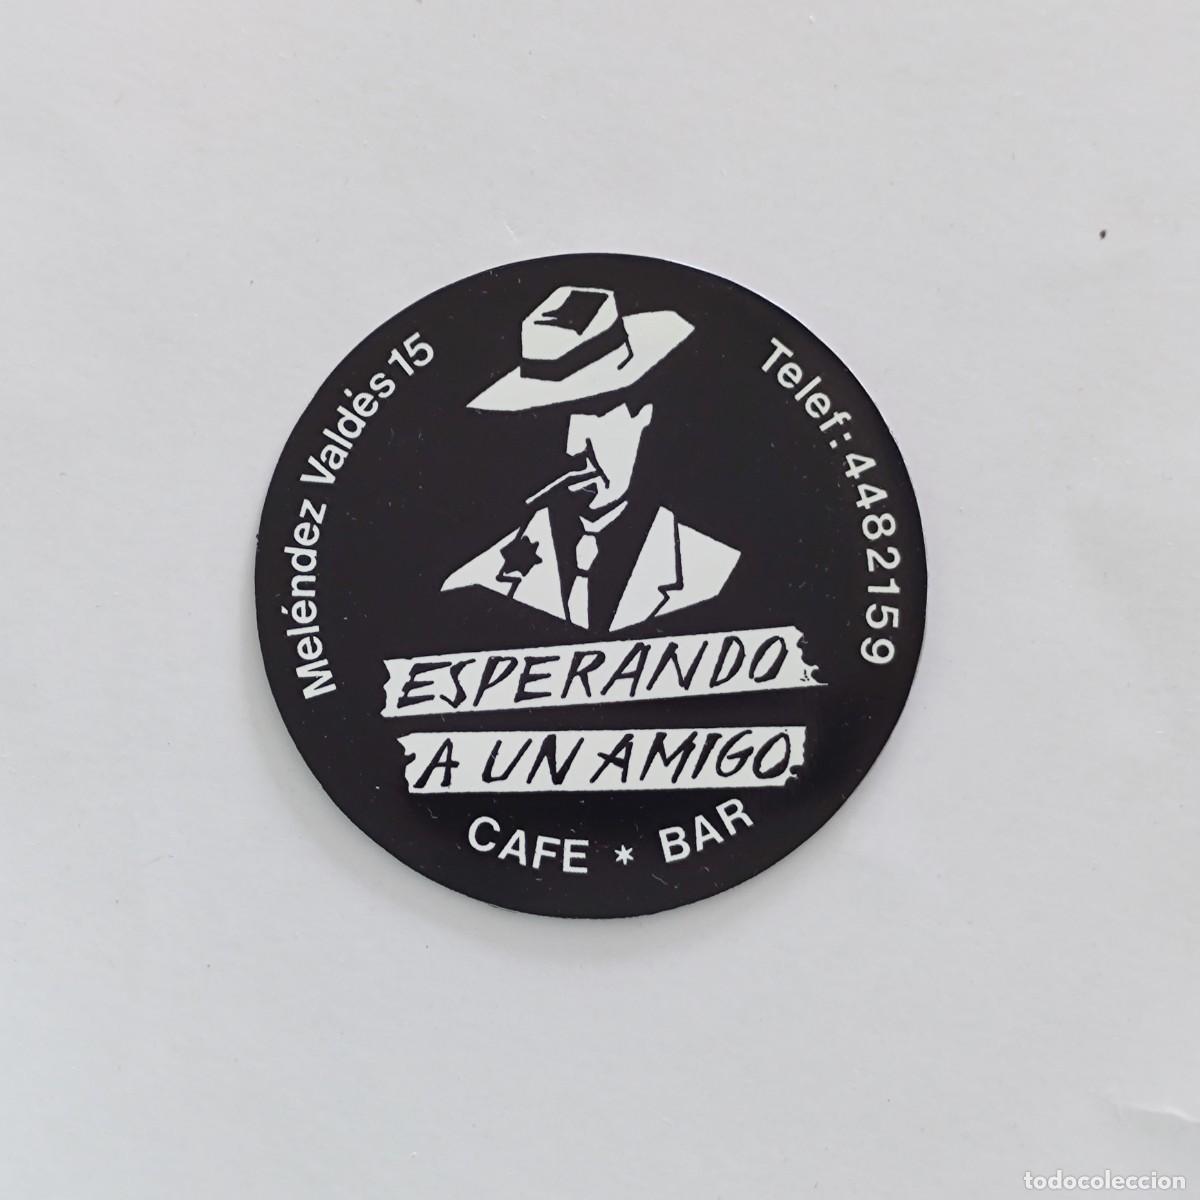 Meléndez Valdés 15
Telef: 4482159
ESPERANDO
A UN AMIGO
CAFE * BAR
todocoleccion